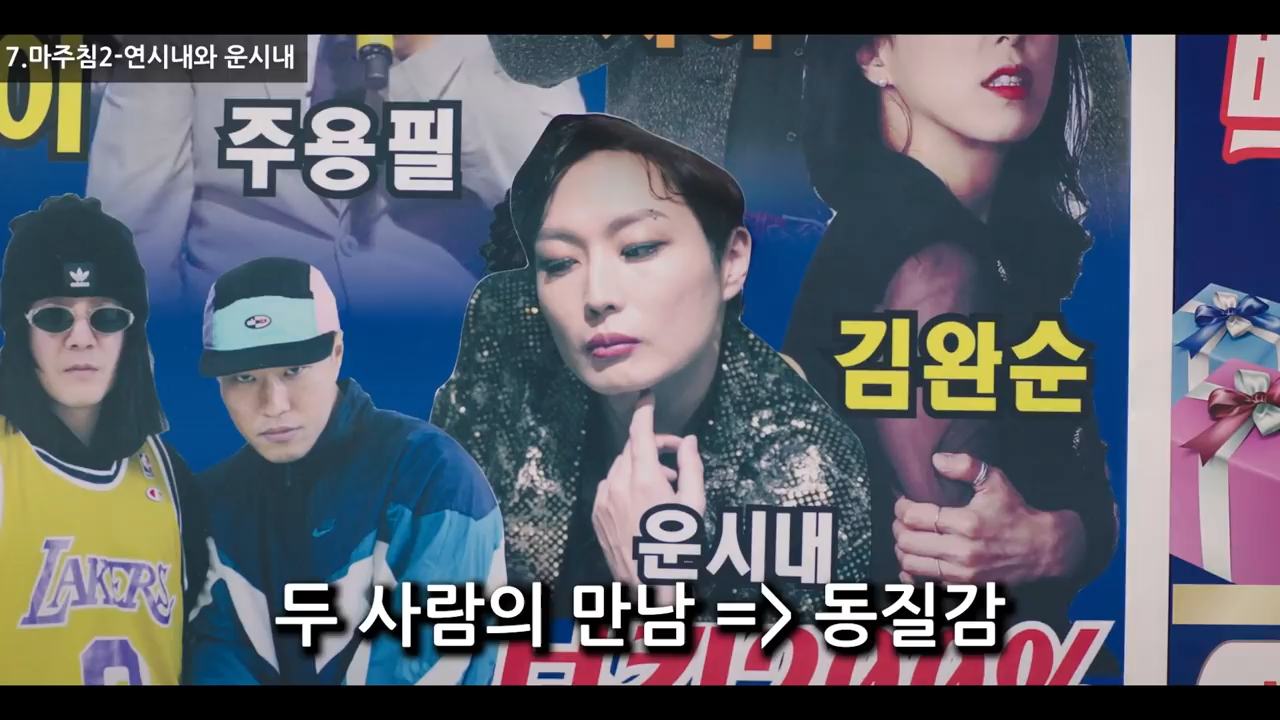 7.마주침2-연시내와 운시내
이
주용필
김완순
LAKERS
운시내
두 사람의 만남 => 동질감